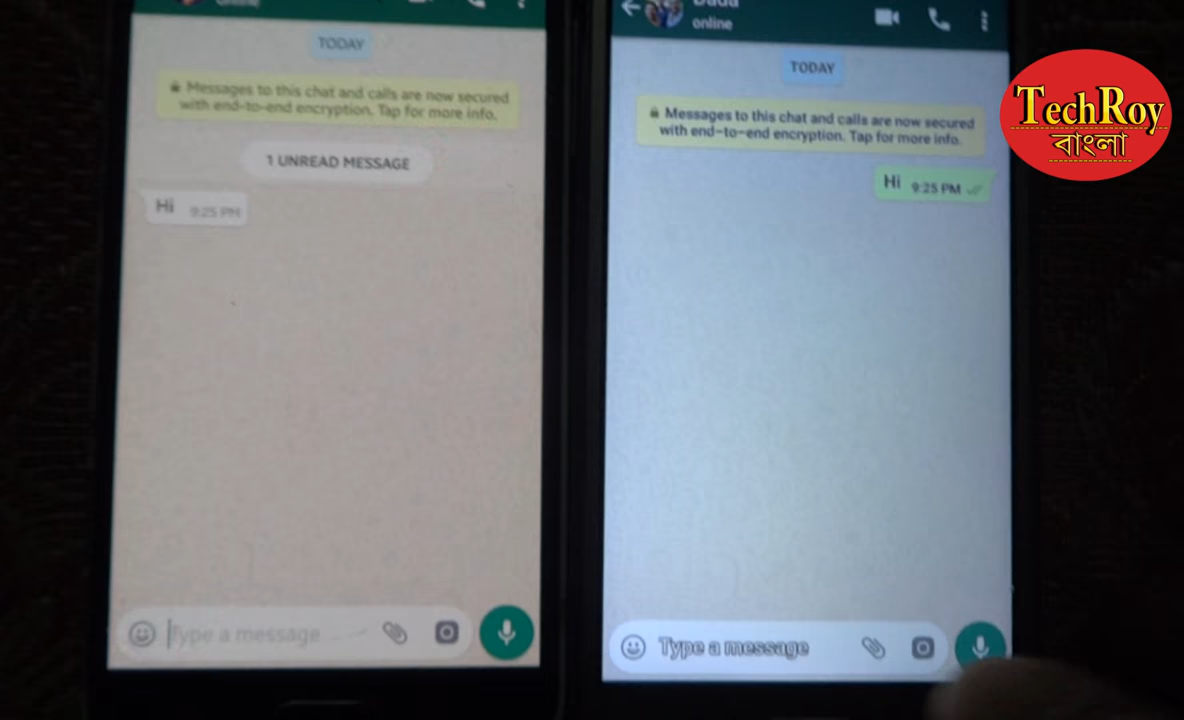 online
TODAY
Messages to this chat and calls are now secured
with end-to-end encryption. Tap for more info.
1 UNREAD MESSAGE
Hi 9:25 PM
Type a message
online
TODAY
Messages to this chat and calls are now secured
with end-to-end encryption. Tap for more info.
Hi 9:25 PM
Type a message
TechRoy
বাংলা